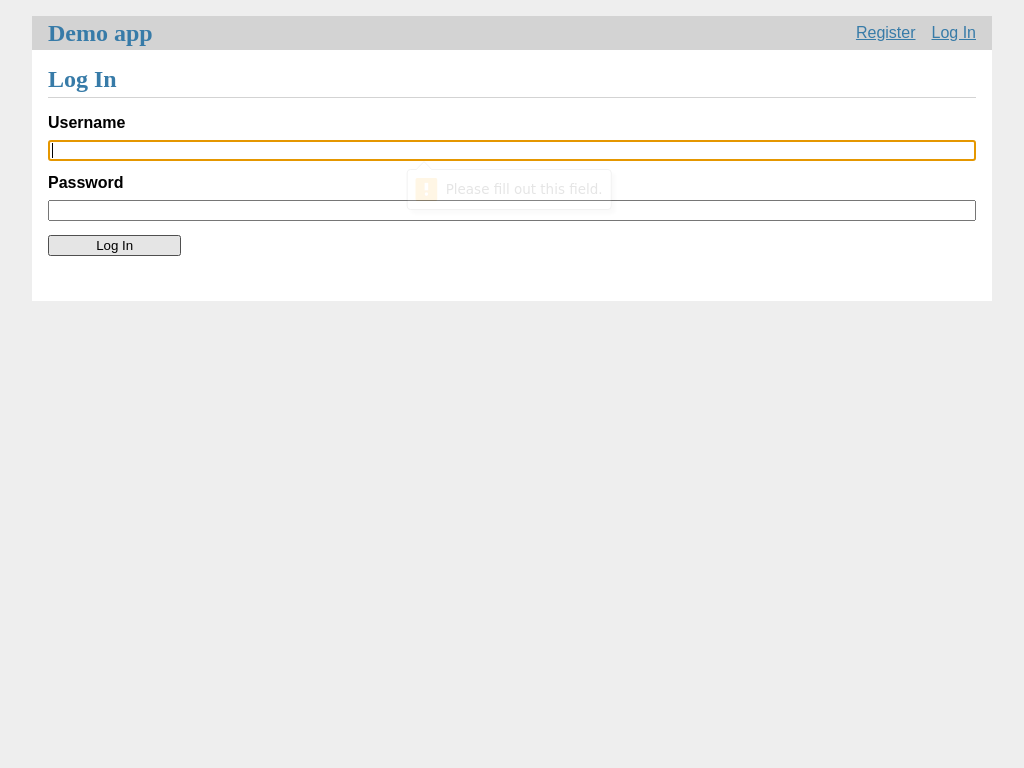 Demo app
Register Log In
Log In
Username
Password
! Please fill out this field.
Log In